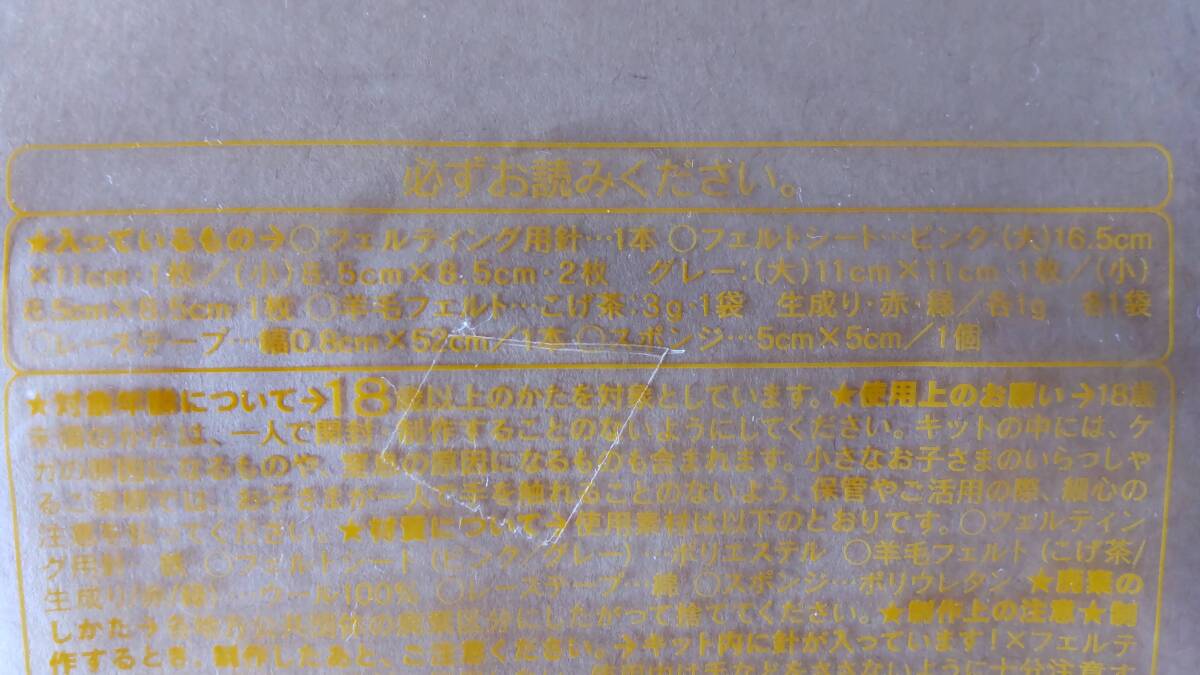 必ずお読みください。
★入っているもの→○フェルティング用針…1本 ○フェルトシート…ピンク:(大)16.5cm
×11cm・1枚／(小)8.5cm×8.5cm・2枚 グレー:(大)11cm×11cm・1枚／(小)
8.5cm×8.5cm・1枚 ○羊毛フェルト…こげ茶:3g・1袋 生成り・赤・緑／各1g 各1袋
○レーステープ…幅0.8cm×52cm／1本 ○スポンジ…5cm×5cm／1個
★対象年齢について→18歳以上のかたを対象としています。★使用上のお願い→18歳
未満のかたは、一人で開封・制作することのないようにしてください。キットの中には、ケ
ガの原因になるものや、窒息の原因になるものも含まれます。小さなお子さまのいらっしゃ
るご家庭では、お子さまが一人で手を触れることのないよう、保管やご活用の際、細心の
注意を払ってください。★材質について→使用素材は以下のとおりです。○フェルティン
グ用針…鉄 ○フェルトシート(ピンク/グレー)…ポリエステル ○羊毛フェルト(こげ茶/
生成り/赤/緑)…ウール100% ○レーステープ…綿 ○スポンジ…ポリウレタン ★廃棄の
しかた→各地方公共団体の廃棄区分にしたがって捨ててください。★制作上の注意★制
作するとき、制作したあと、ご注意ください。→キット内に針が入っています！×フェルテ
使用中は手などをささないように十分注意す